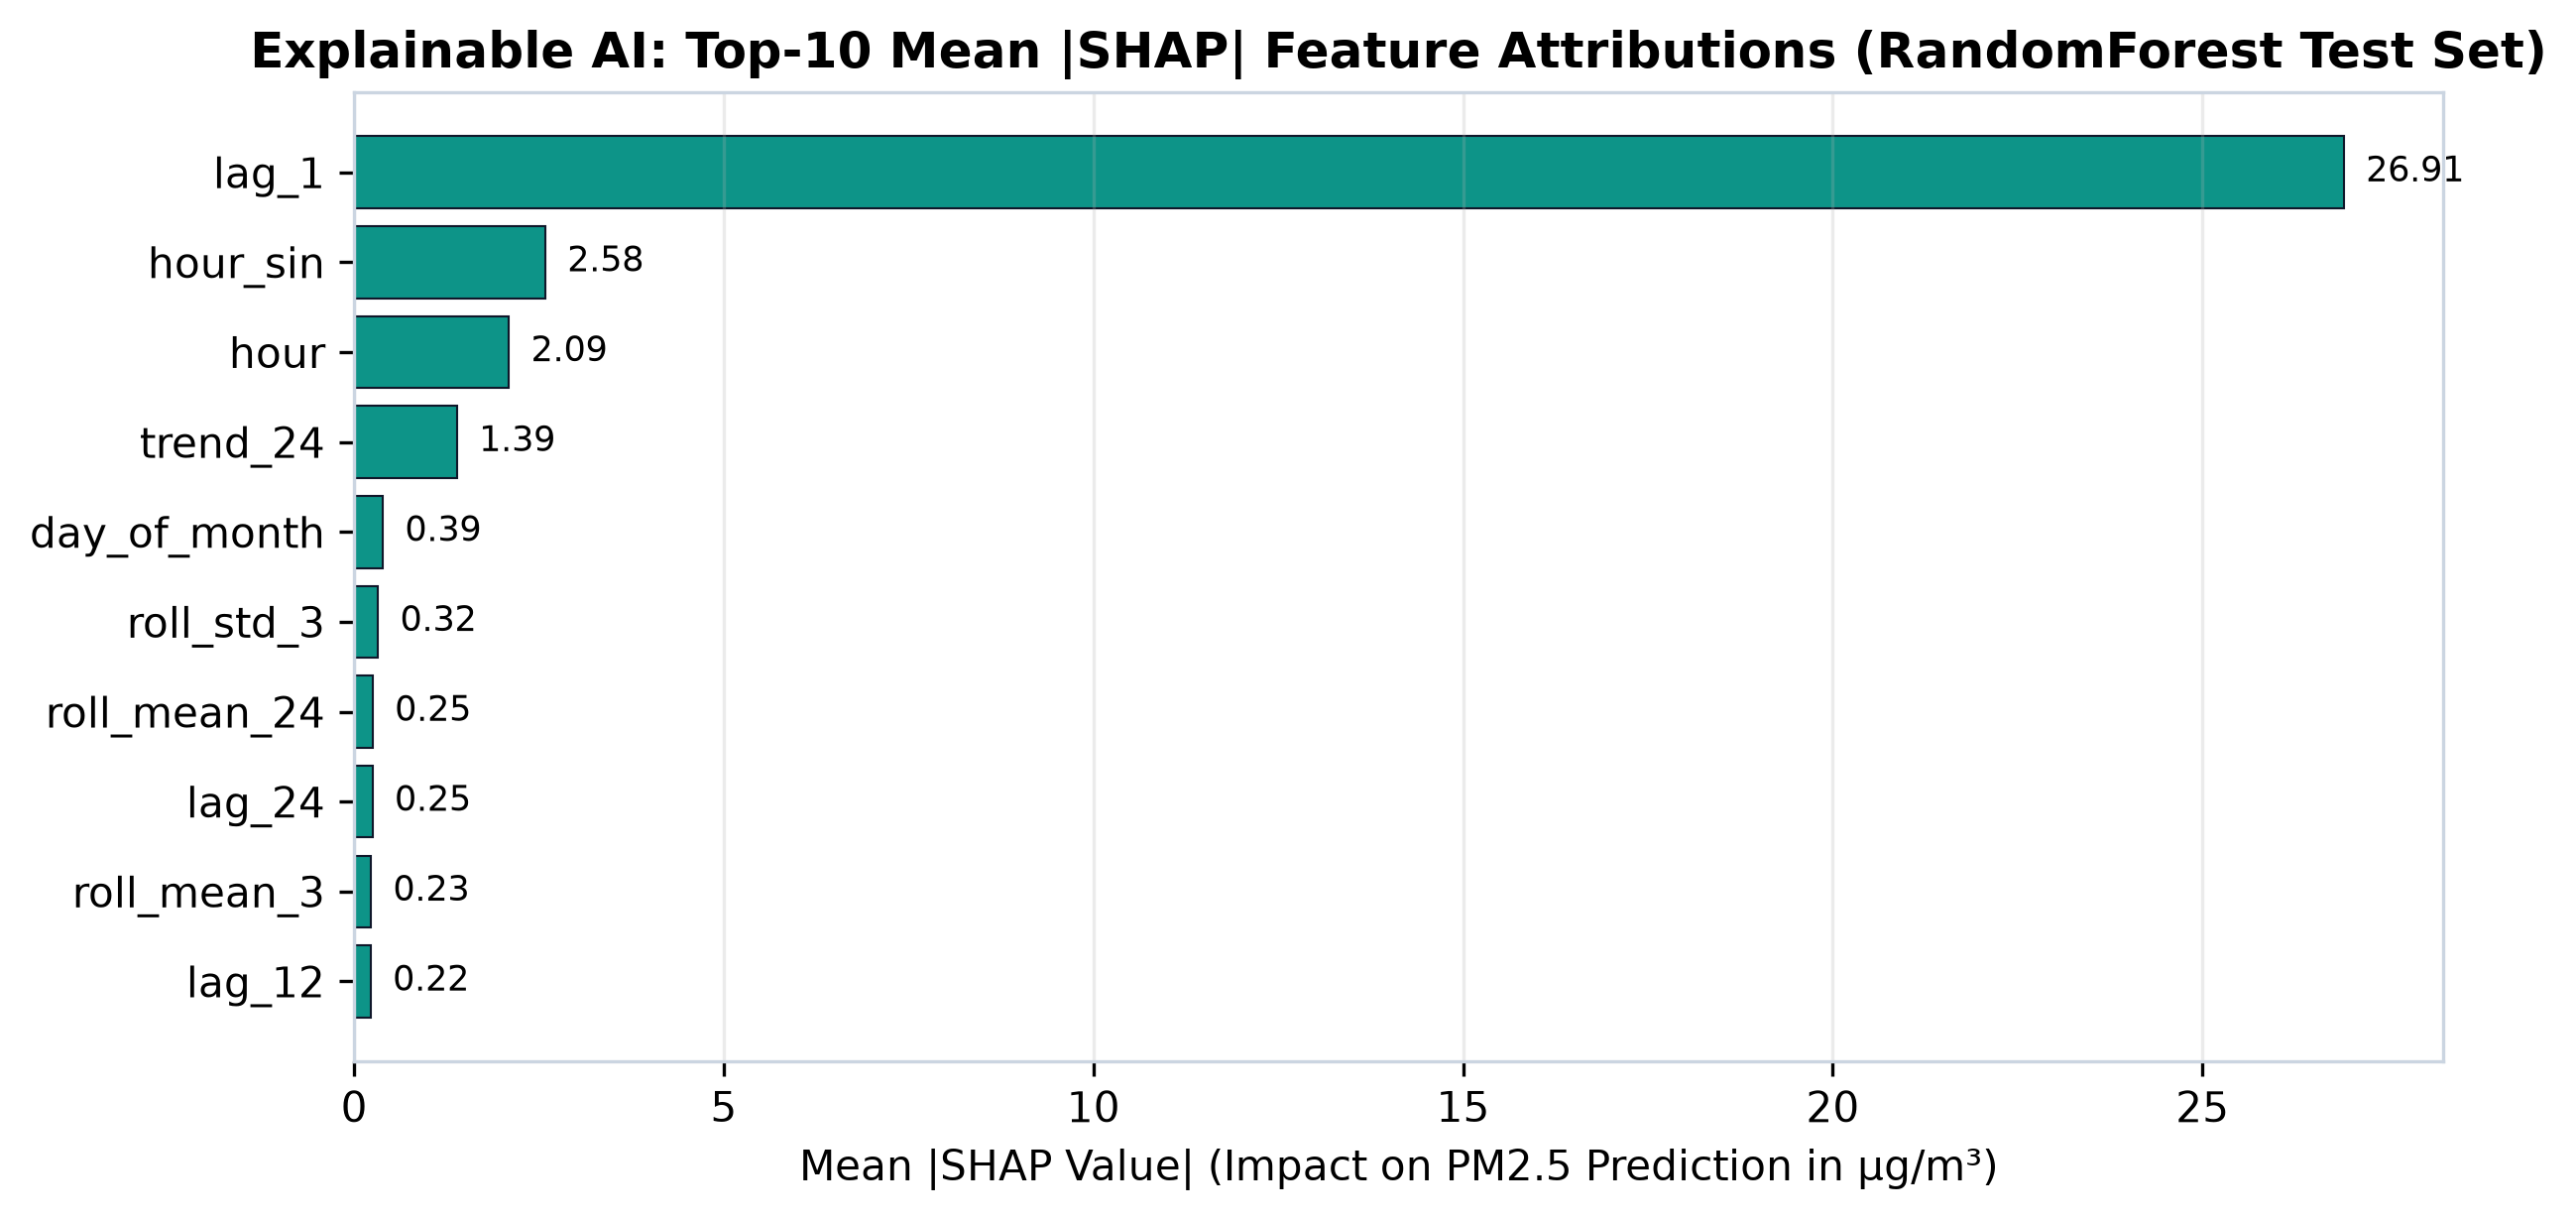 Explainable AI: Top-10 Mean |SHAP| Feature Attributions (RandomForest Test Set)
lag_1 26.91
hour_sin 2.58
hour 2.09
trend_24 1.39
day_of_month 0.39
roll_std_3 0.32
roll_mean_24 0.25
lag_24 0.25
roll_mean_3 0.23
lag_12 0.22
0 5 10 15 20 25
Mean |SHAP Value| (Impact on PM2.5 Prediction in µg/m³)